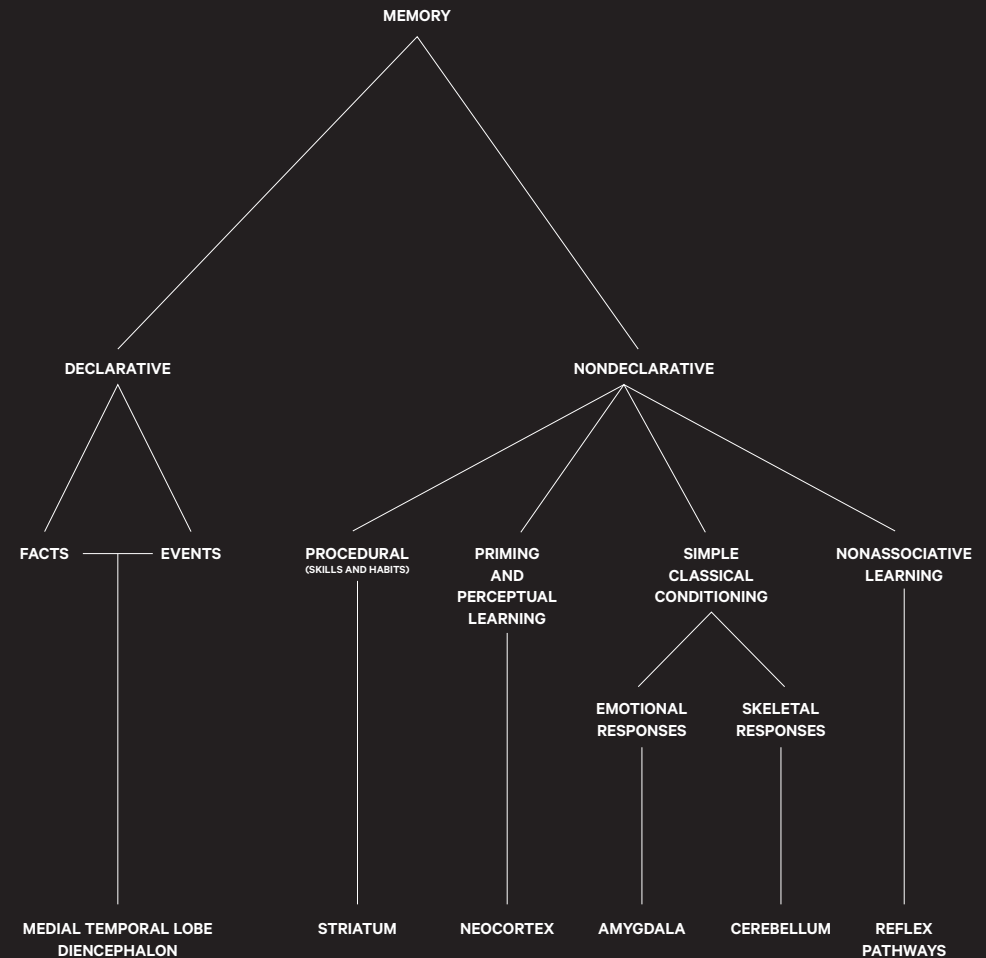 MEMORY
DECLARATIVE
NONDECLARATIVE
FACTS
EVENTS
PROCEDURAL
(SKILLS AND HABITS)
PRIMING
AND
PERCEPTUAL
LEARNING
SIMPLE
CLASSICAL
CONDITIONING
NONASSOCIATIVE
LEARNING
EMOTIONAL
RESPONSES
SKELETAL
RESPONSES
MEDIAL TEMPORAL LOBE
DIENCEPHALON
STRIATUM
NEOCORTEX
AMYGDALA
CEREBELLUM
REFLEX
PATHWAYS